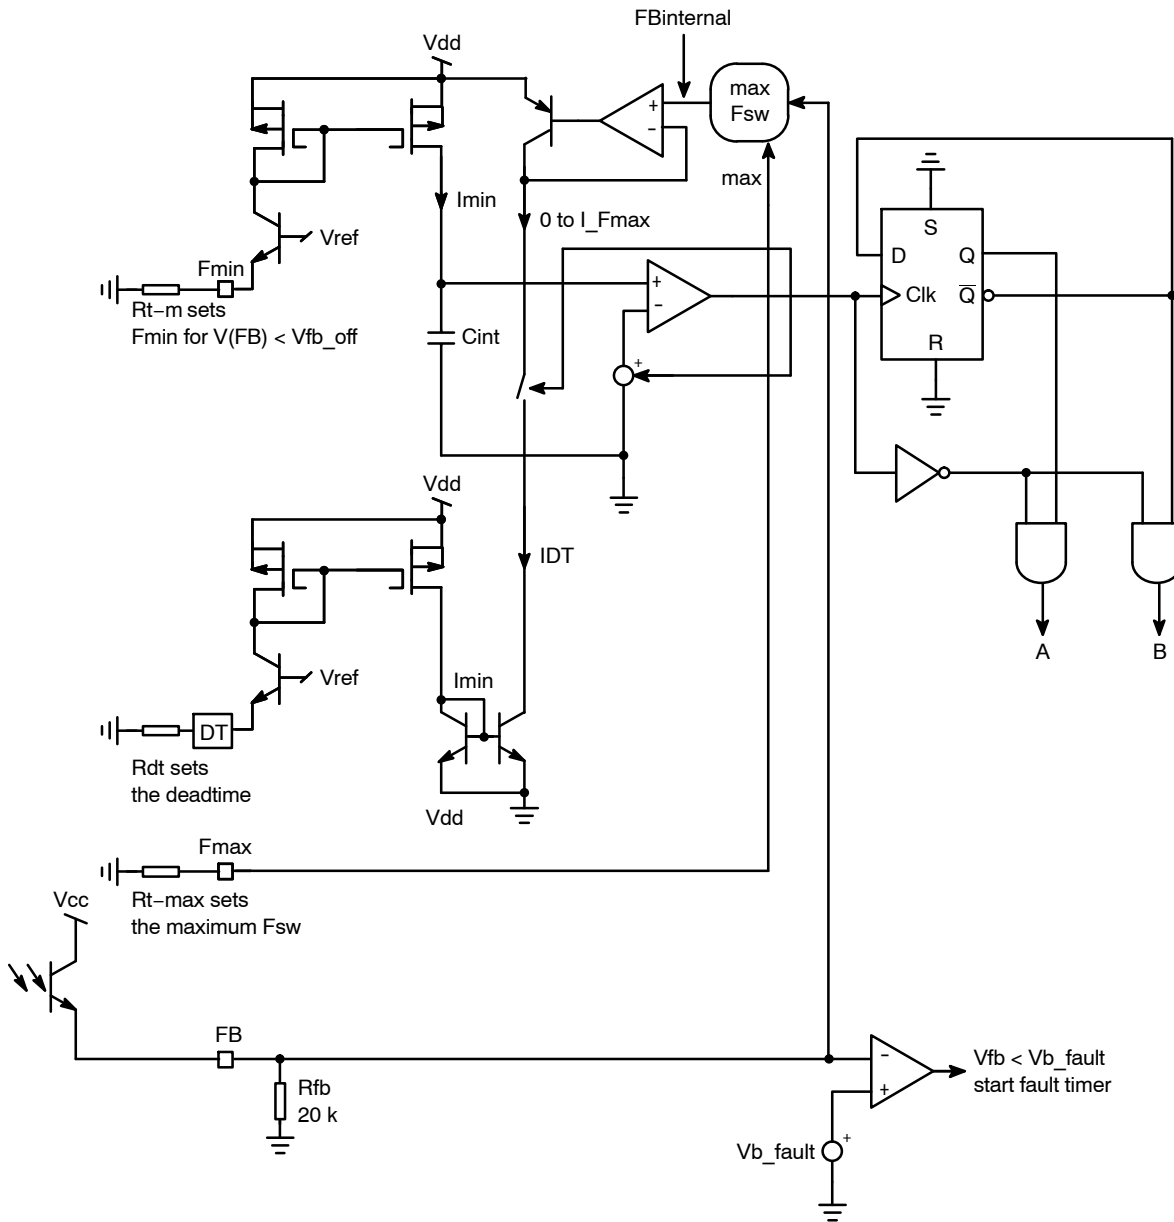 FBinternal
Vdd
max
Fsw
+
−
max
Imin
0 to I_Fmax
Vref
Fmin
Rt−m sets
Fmin for V(FB) < Vfb_off
Cint
+
−
+
S
D
Q
Clk
Q
R
Vdd
IDT
A
B
Vref
Imin
DT
Rdt sets
the deadtime
Vdd
Fmax
Rt−max sets
the maximum Fsw
Vcc
FB
Rfb
20 k
−
+
Vfb < Vb_fault
start fault timer
+
Vb_fault